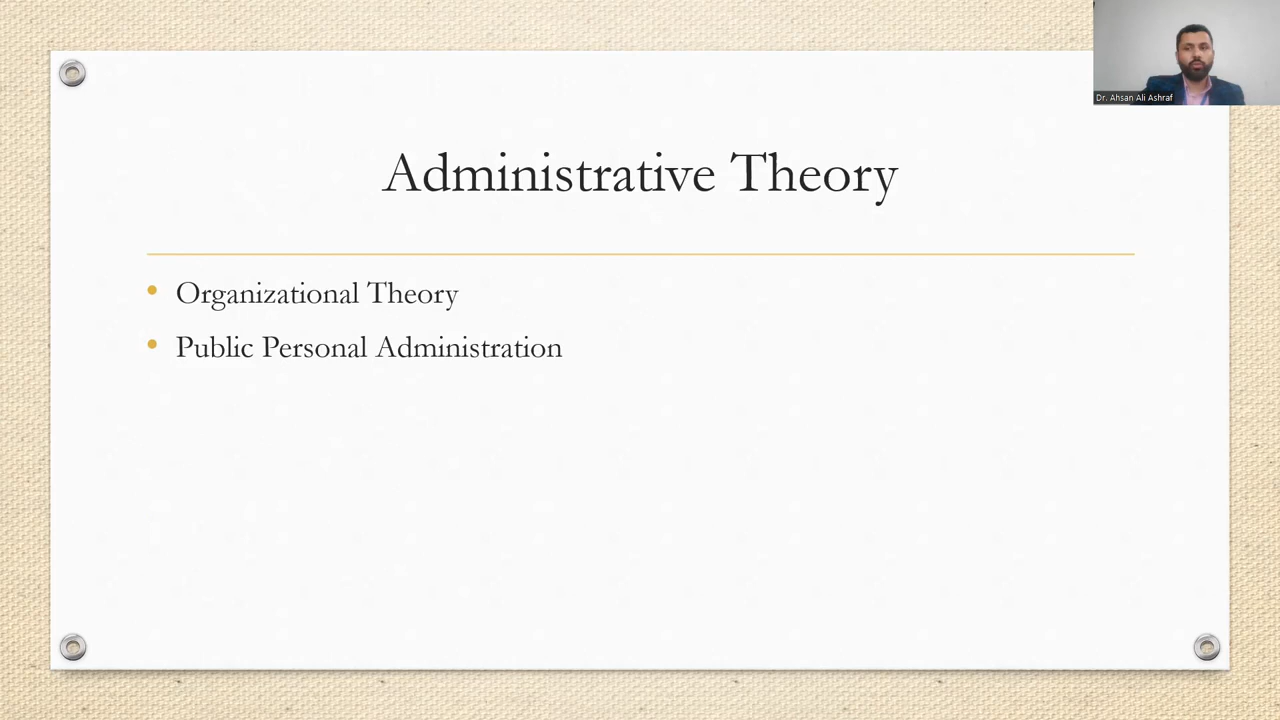 Dr. Ahsan Ali Ashraf
Administrative Theory
Organizational Theory
Public Personal Administration